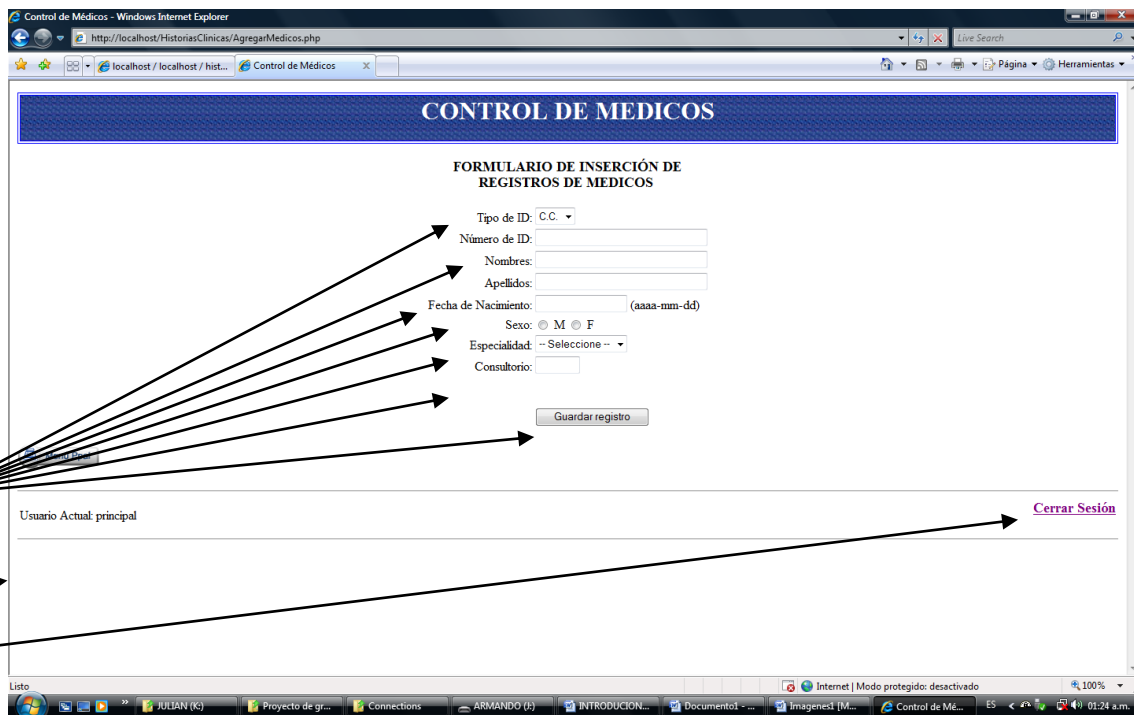 Control de Médicos - Windows Internet Explorer
http://localhost/HistoriasClinicas/AgregarMedicos.php
Live Search
localhost / localhost / hist...
Control de Médicos
Página
Herramientas
CONTROL DE MEDICOS
FORMULARIO DE INSERCIÓN DE
REGISTROS DE MEDICOS
Tipo de ID: C.C.
Número de ID:
Nombres:
Apellidos:
Fecha de Nacimiento: (aaaa-mm-dd)
Sexo: M F
Especialidad: -- Seleccione --
Consultorio:
Guardar registro
Usuario Actual: principal
Cerrar Sesión
Listo
Internet | Modo protegido: desactivado
100%
JULIAN (K:)
Proyecto de gr...
Connections
ARMANDO (J:)
INTRODUCION...
Documento1 - ...
Imagenes1 [M...
Control de Mé...
ES
01:24 a.m.